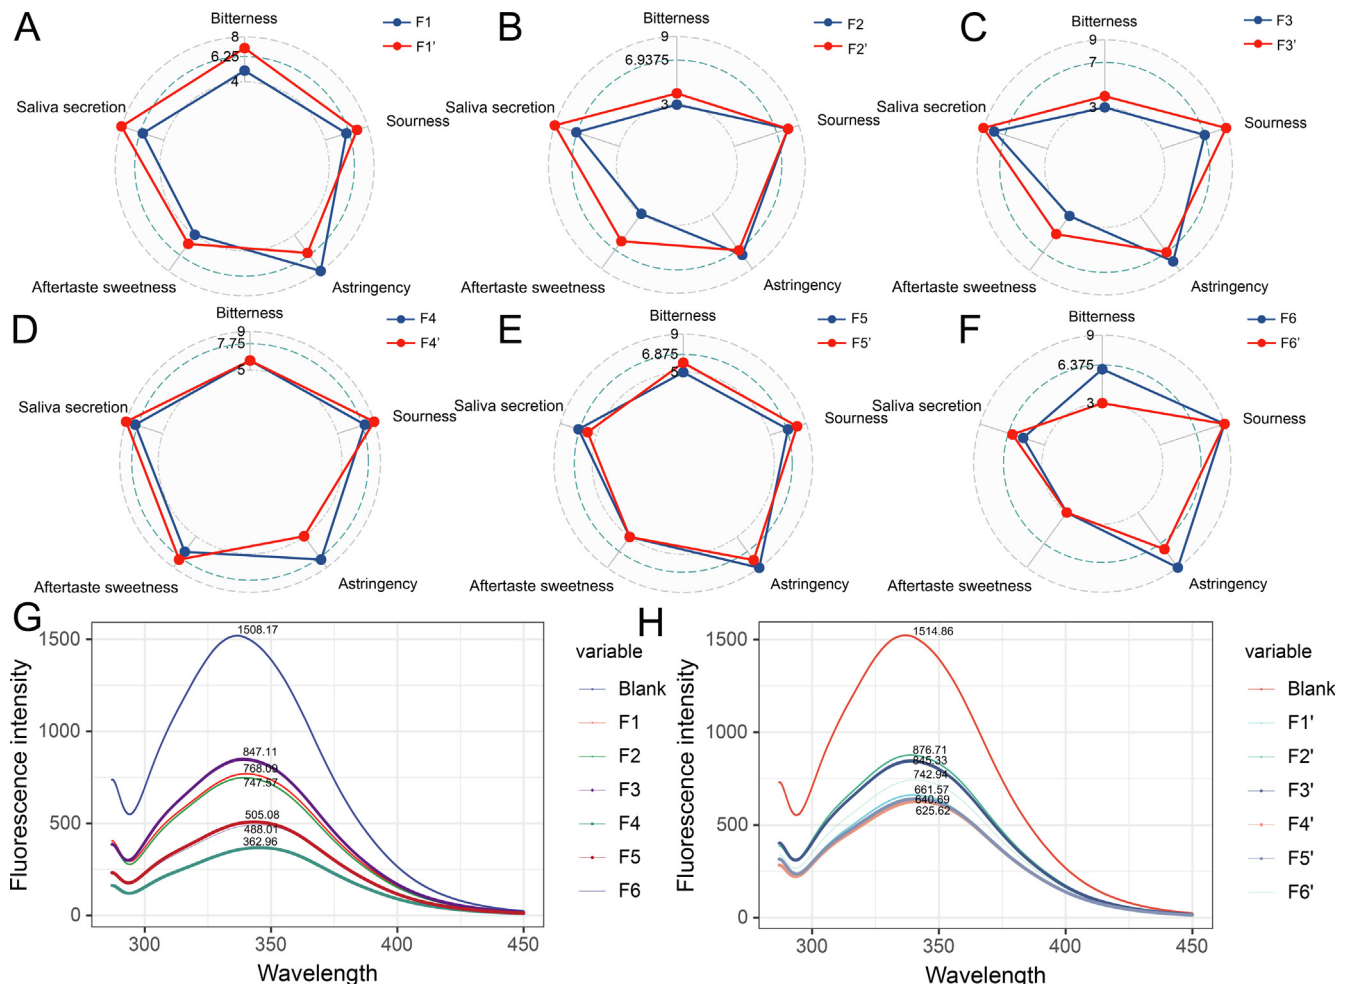 A
Bitterness
8
6.25
4
Saliva secretion
Sourness
Aftertaste sweetness
Astringency
F1
F1'
B
Bitterness
9
6.9375
3
Saliva secretion
Sourness
Aftertaste sweetness
Astringency
F2
F2'
C
Bitterness
9
7
3
Saliva secretion
Sourness
Aftertaste sweetness
Astringency
F3
F3'
D
Bitterness
9
7.75
5
Saliva secretion
Sourness
Aftertaste sweetness
Astringency
F4
F4'
E
Bitterness
9
6.875
5
Saliva secretion
Sourness
Aftertaste sweetness
Astringency
F5
F5'
F
Bitterness
9
6.375
3
Saliva secretion
Sourness
Aftertaste sweetness
Astringency
F6
F6'
G
Fluorescence intensity
1500
1000
500
0
1508.17
847.11
768.09
747.57
505.08
488.01
362.96
300
350
400
450
Wavelength
variable
Blank
F1
F2
F3
F4
F5
F6
H
Fluorescence intensity
1500
1000
500
0
1514.86
876.71
845.33
742.94
661.57
640.69
625.62
300
350
400
450
Wavelength
variable
Blank
F1'
F2'
F3'
F4'
F5'
F6'